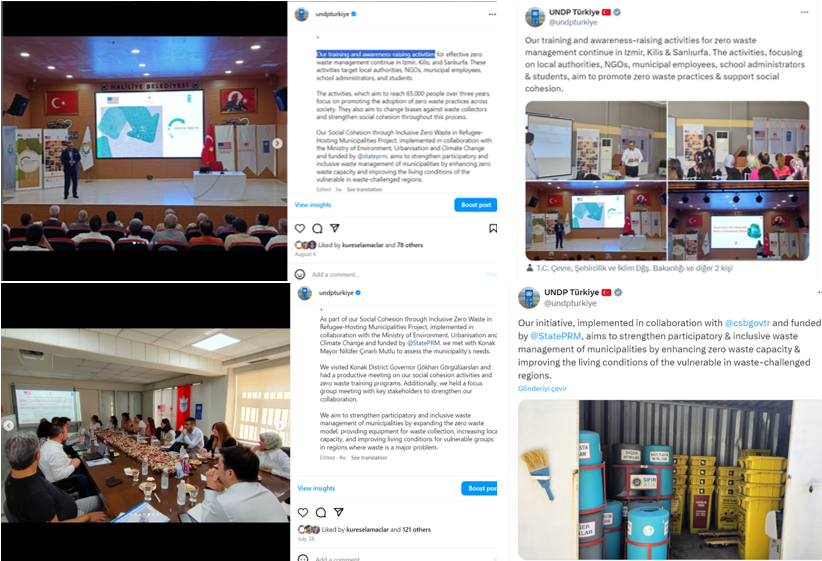 HALİLİYE BELEDİYESİ
undpturkiye
Our training and awareness-raising activities for effective zero
waste management continue in Izmir, Kilis, and Sanlıurfa. These
activities target local authorities, NGOs, municipal employees,
school administrators, and students.
The activities, which aim to reach 65,000 people over three years,
focus on promoting the adoption of zero waste practices across
society. They also aim to change biases against waste collectors
and strengthen social cohesion throughout this process.
Our Social Cohesion through Inclusive Zero Waste in Refugee-
Hosting Municipalities Project, implemented in collaboration with
the Ministry of Environment, Urbanisation and Climate Change
and funded by @stateprm, aims to strengthen participatory and
inclusive waste management of municipalities by enhancing zero
waste capacity and improving the living conditions of the
vulnerable in waste-challenged regions.
Edited · 3w See translation
View insights
Boost post
Liked by kureselamaclar and 78 others
August 6
Add a comment...
Post
UNDP Türkiye
@undpturkiye
Our training and awareness-raising activities for zero waste
management continue in Izmir, Kilis & Sanlıurfa. The activities, focusing
on local authorities, NGOs, municipal employees, school administrators
& students, aim to promote zero waste practices & support social
cohesion.
T.C. Çevre, Şehircilik ve İklim Dğş. Bakanlığı ve diğer 2 kişi
undpturkiye
As part of our Social Cohesion through Inclusive Zero Waste in
Refugee-Hosting Municipalities Project, implemented in
collaboration with the Ministry of Environment, Urbanisation and
Climate Change and funded by @StatePRM, we met with Konak
Mayor Nilüfer Çınarlı Mutlu to assess the municipality's needs.
We visited Konak District Governor Gökhan Görgülüarslan and
had a productive meeting on our social cohesion activities and
zero waste training programs. Additionally, we held a focus
group meeting with key stakeholders to strengthen our
collaboration.
We aim to strengthen participatory and inclusive waste
management of municipalities by expanding the zero waste
model, providing equipment for waste collection, increasing local
capacity, and improving living conditions for vulnerable groups
in regions where waste is a major problem.
Edited · 4w See translation
View insights
Boost post
Liked by kureselamaclar and 121 others
July 26
Add a comment...
UNDP Türkiye
@undpturkiye
Our initiative, implemented in collaboration with @csbgovtr and funded
by @StatePRM, aims to strengthen participatory & inclusive waste
management of municipalities by enhancing zero waste capacity &
improving the living conditions of the vulnerable in waste-challenged
regions.
Gönderiyi çevir